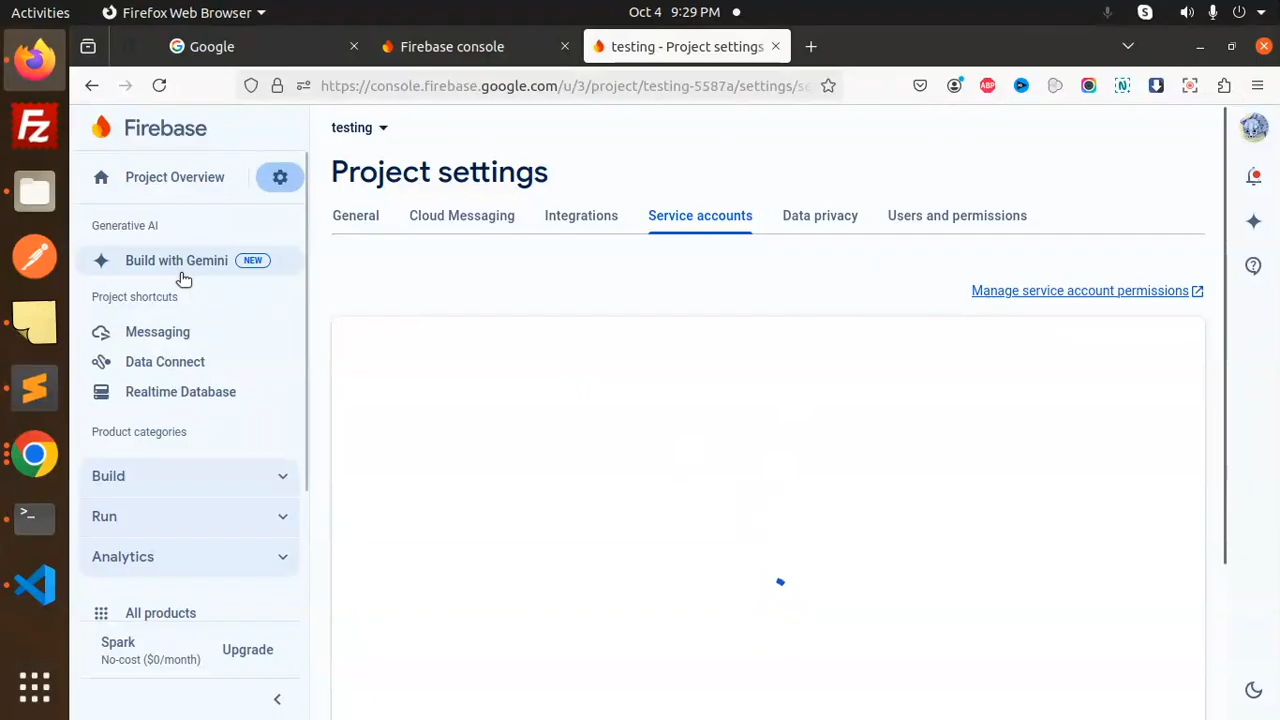 Activities
Firefox Web Browser
Oct 4 9:29 PM
Google
Firebase console
testing - Project settings
https://console.firebase.google.com/u/3/project/testing-5587a/settings/se
Firebase
Project Overview
Generative AI
Build with Gemini NEW
Project shortcuts
Messaging
Data Connect
Realtime Database
Product categories
Build
Run
Analytics
All products
Spark
No-cost ($0/month)
Upgrade
testing
Project settings
General Cloud Messaging Integrations Service accounts Data privacy Users and permissions
Manage service account permissions
Fz
ABP
S
N
>_